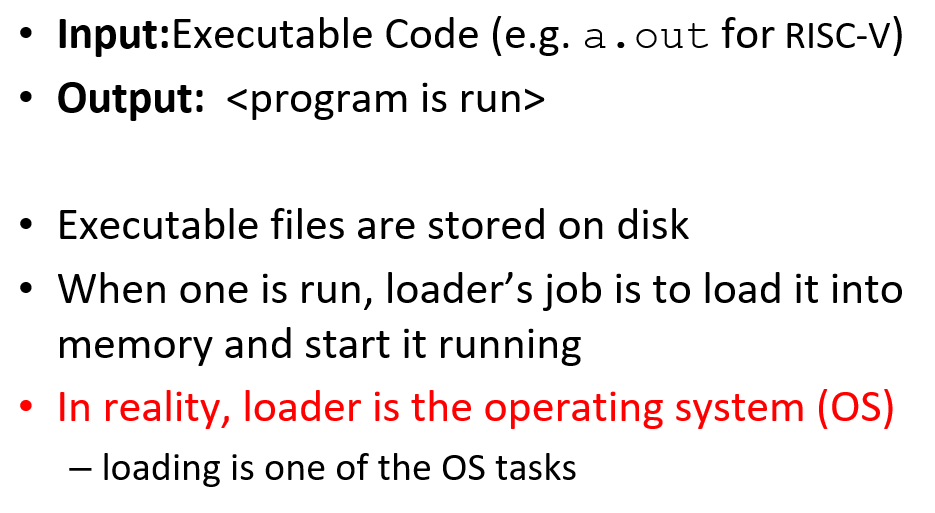 • Input:Executable Code (e.g. a.out for RISC-V)
• Output: <program is run>
• Executable files are stored on disk
• When one is run, loader’s job is to load it into
memory and start it running
• In reality, loader is the operating system (OS)
– loading is one of the OS tasks